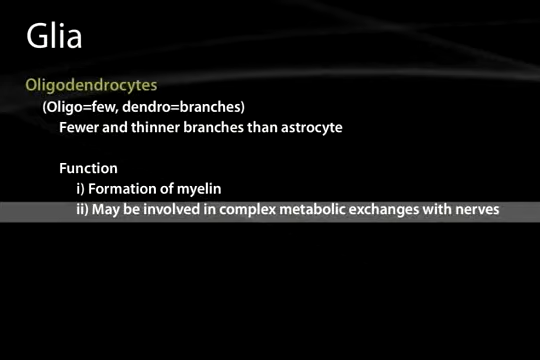 Glia
Oligodendrocytes
(Oligo=few, dendro=branches)
Fewer and thinner branches than astrocyte
Function
i) Formation of myelin
ii) May be involved in complex metabolic exchanges with nerves